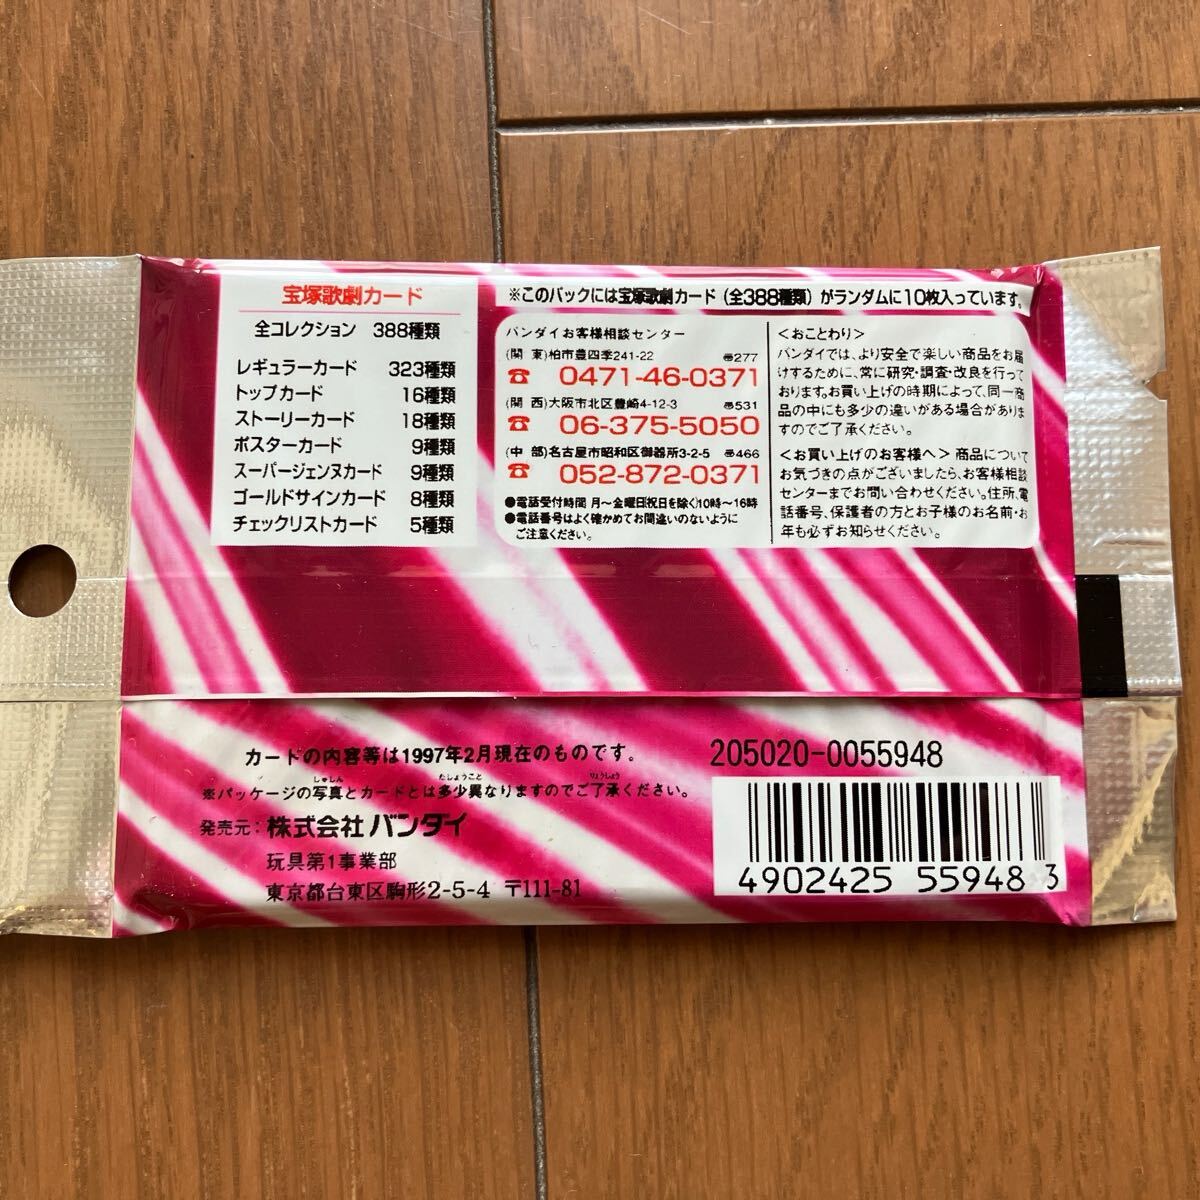 宝塚歌劇カード
全コレクション 388種類
レギュラーカード 323種類
トップカード 16種類
ストーリーカード 18種類
ポスターカード 9種類
スーパージェンヌカード 9種類
ゴールドサインカード 8種類
チェックリストカード 5種類
※このパックには宝塚歌劇カード(全388種類)がランダムに10枚入っています。
バンダイお客様相談センター
(関 東)柏市豊四季241-22 〠277
☎ 0471-46-0371
(関 西)大阪市北区豊崎4-12-3 〠531
☎ 06-375-5050
(中 部)名古屋市昭和区御器所3-2-5 〠466
☎ 052-872-0371
●電話受付時間 月〜金曜日(祝日を除く)10時〜16時
●電話番号はよく確かめてお間違いのないように
ご注意ください。
<おことわり>
バンダイでは、より安全で楽しい商品をお届
けするために、常に研究・調査・改良を行って
おります。お買い上げの時期によって、同一商
品の中にも多少の違いがある場合がありま
すのでご了承ください。
<お買い上げのお客様へ> 商品について
お気づきの点がございましたら、お客様相談
センターまでお問い合わせください。住所、電
話番号、保護者の方とお子様のお名前・お
年も必ずお知らせください。
カードの内容等は1997年2月現在のものです。
※パッケージの写真とカードとは多少異なりますのでご了承ください。
発売元:株式会社 バンダイ
玩具第1事業部
東京都台東区駒形2-5-4 〒111-81
205020-0055948
4902425 55948 3